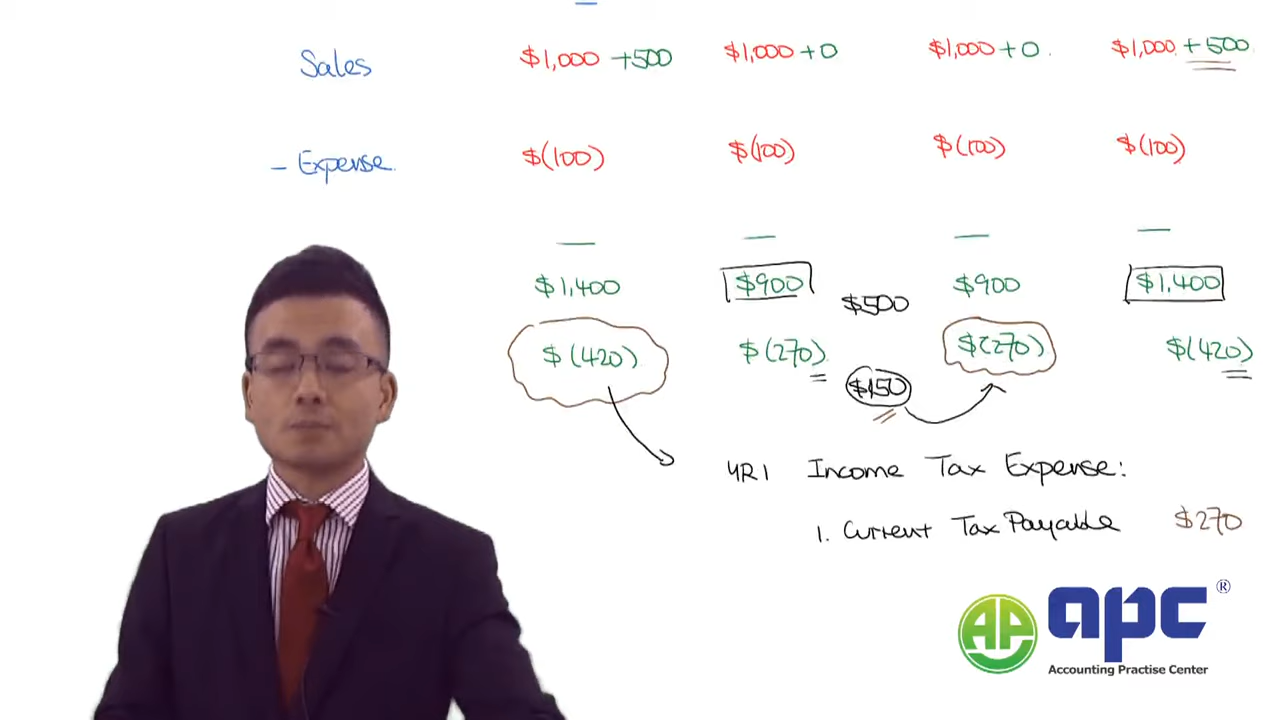 Sales $1,000 +500 $1,000 +0 $1,000 +0 $1,000 +500
- Expense $(100) $(100) $(100) $(100)
$1,400 $900 $500 $900 $1,400
$(420) $(270) $150 $(270) $(420)
YR1 Income Tax Expense:
1. Current Tax Payable $270
AP apc ®
Accounting Practise Center